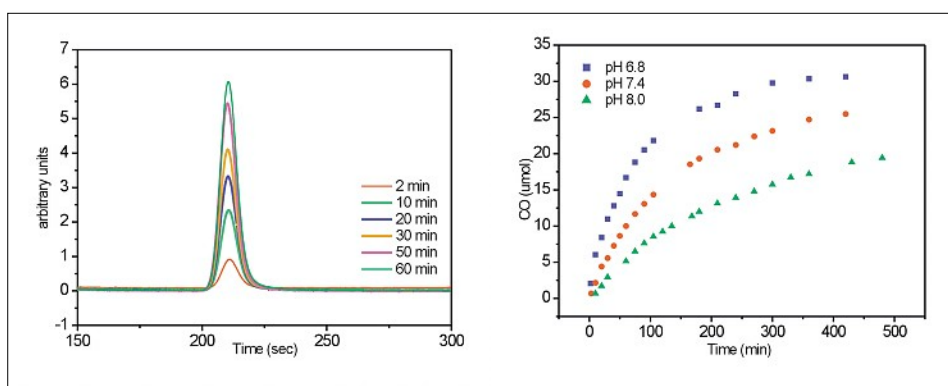 7
6
5
4
3
2
1
0
-1
arbitrary units
2 min
10 min
20 min
30 min
50 min
60 min
150 200 250 300
Time (sec)
35
30
25
20
15
10
5
0
CO (umol)
pH 6.8
pH 7.4
pH 8.0
0 100 200 300 400 500
Time (min)